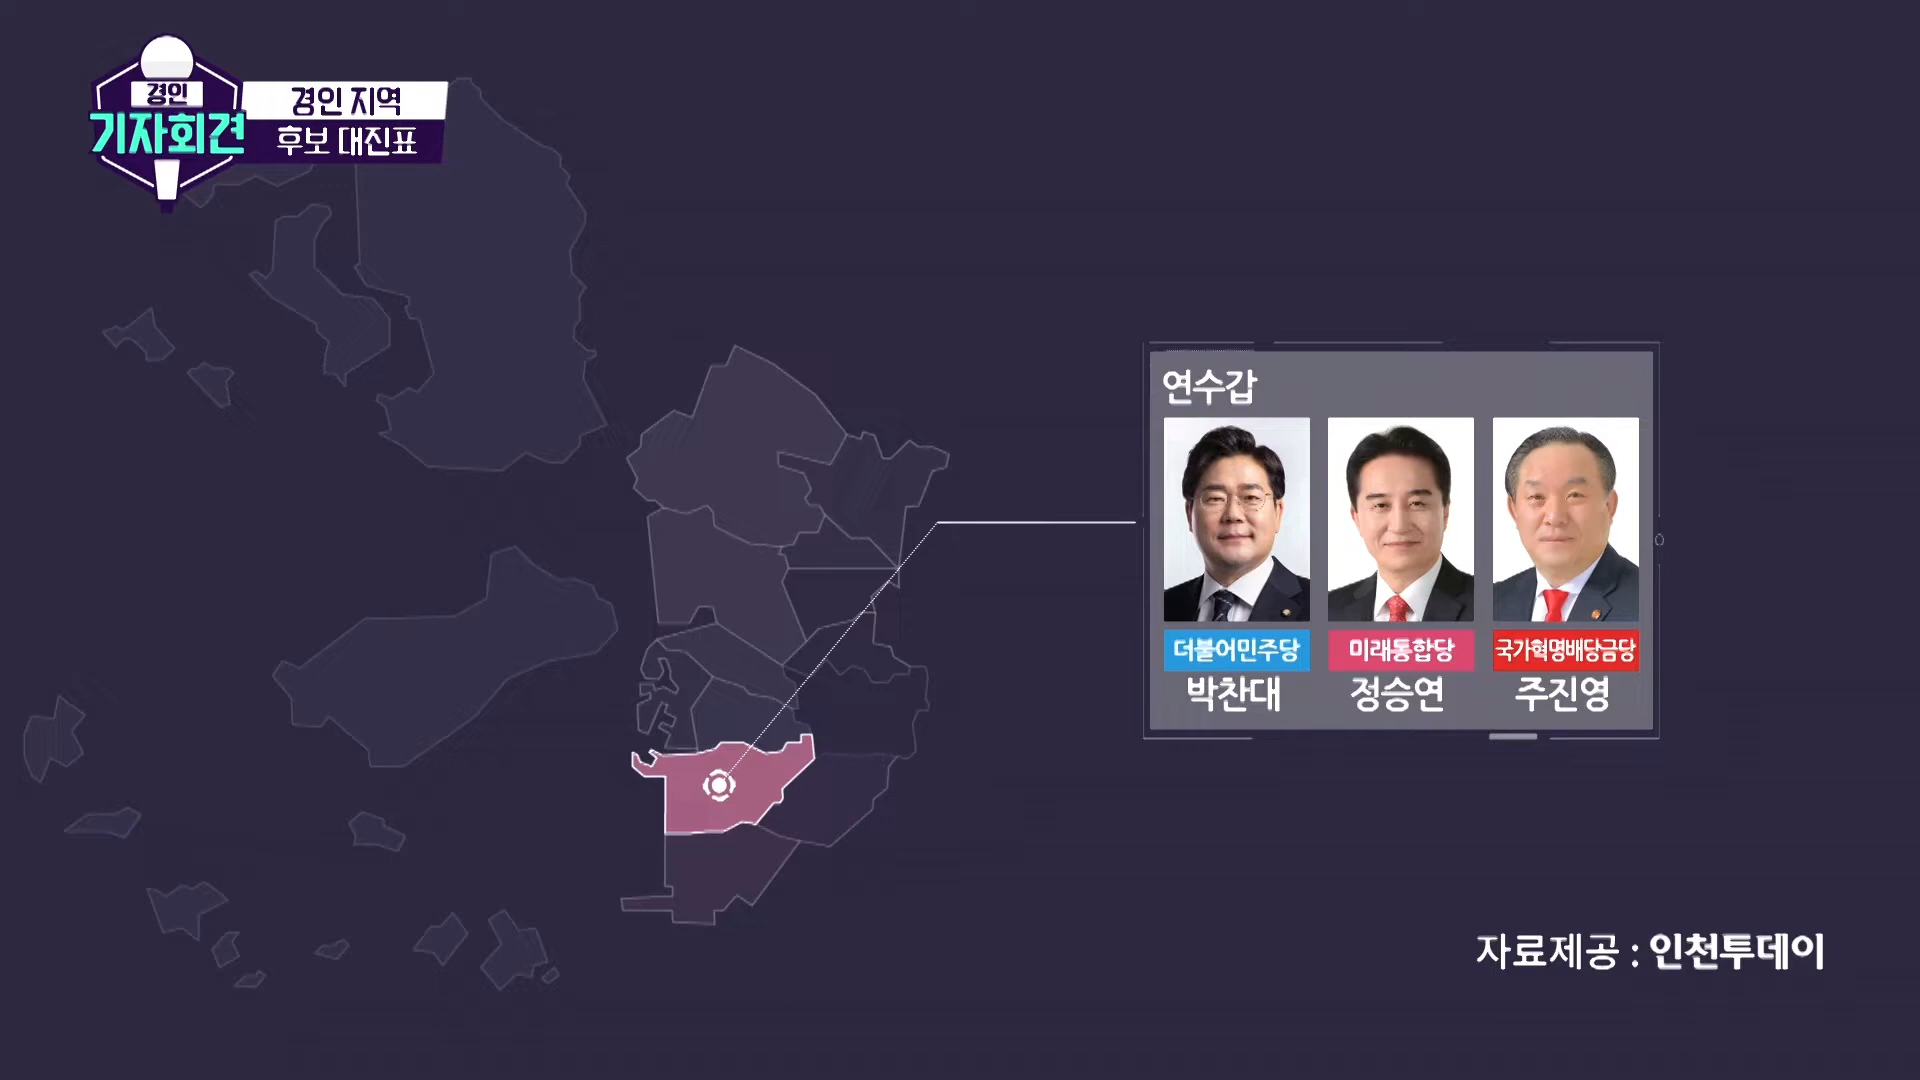 경인
기자회견
경인 지역
후보 대진표
연수갑
더불어민주당
미래통합당
국가혁명배당금당
박찬대
정승연
주진영
자료제공 : 인천투데이